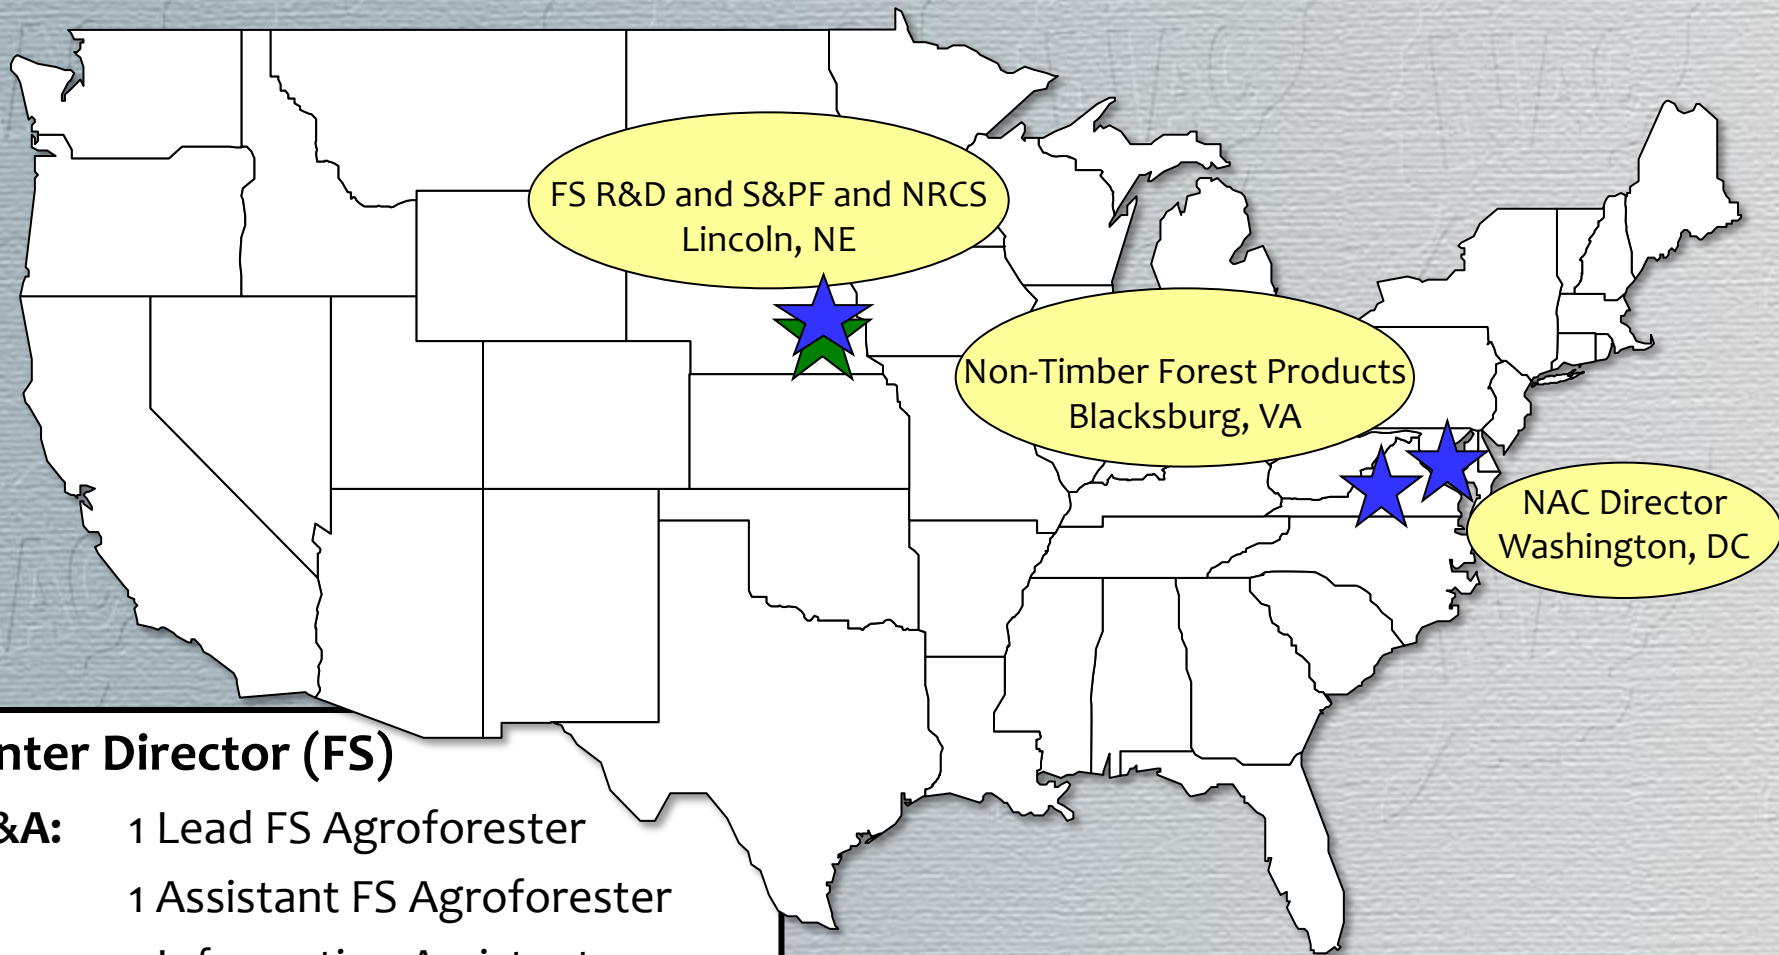 FS R&D and S&PF and NRCS
Lincoln, NE
Non-Timber Forest Products
Blacksburg, VA
NAC Director
Washington, DC
nter Director (FS)
&A: 1 Lead FS Agroforester
1 Assistant FS Agroforester